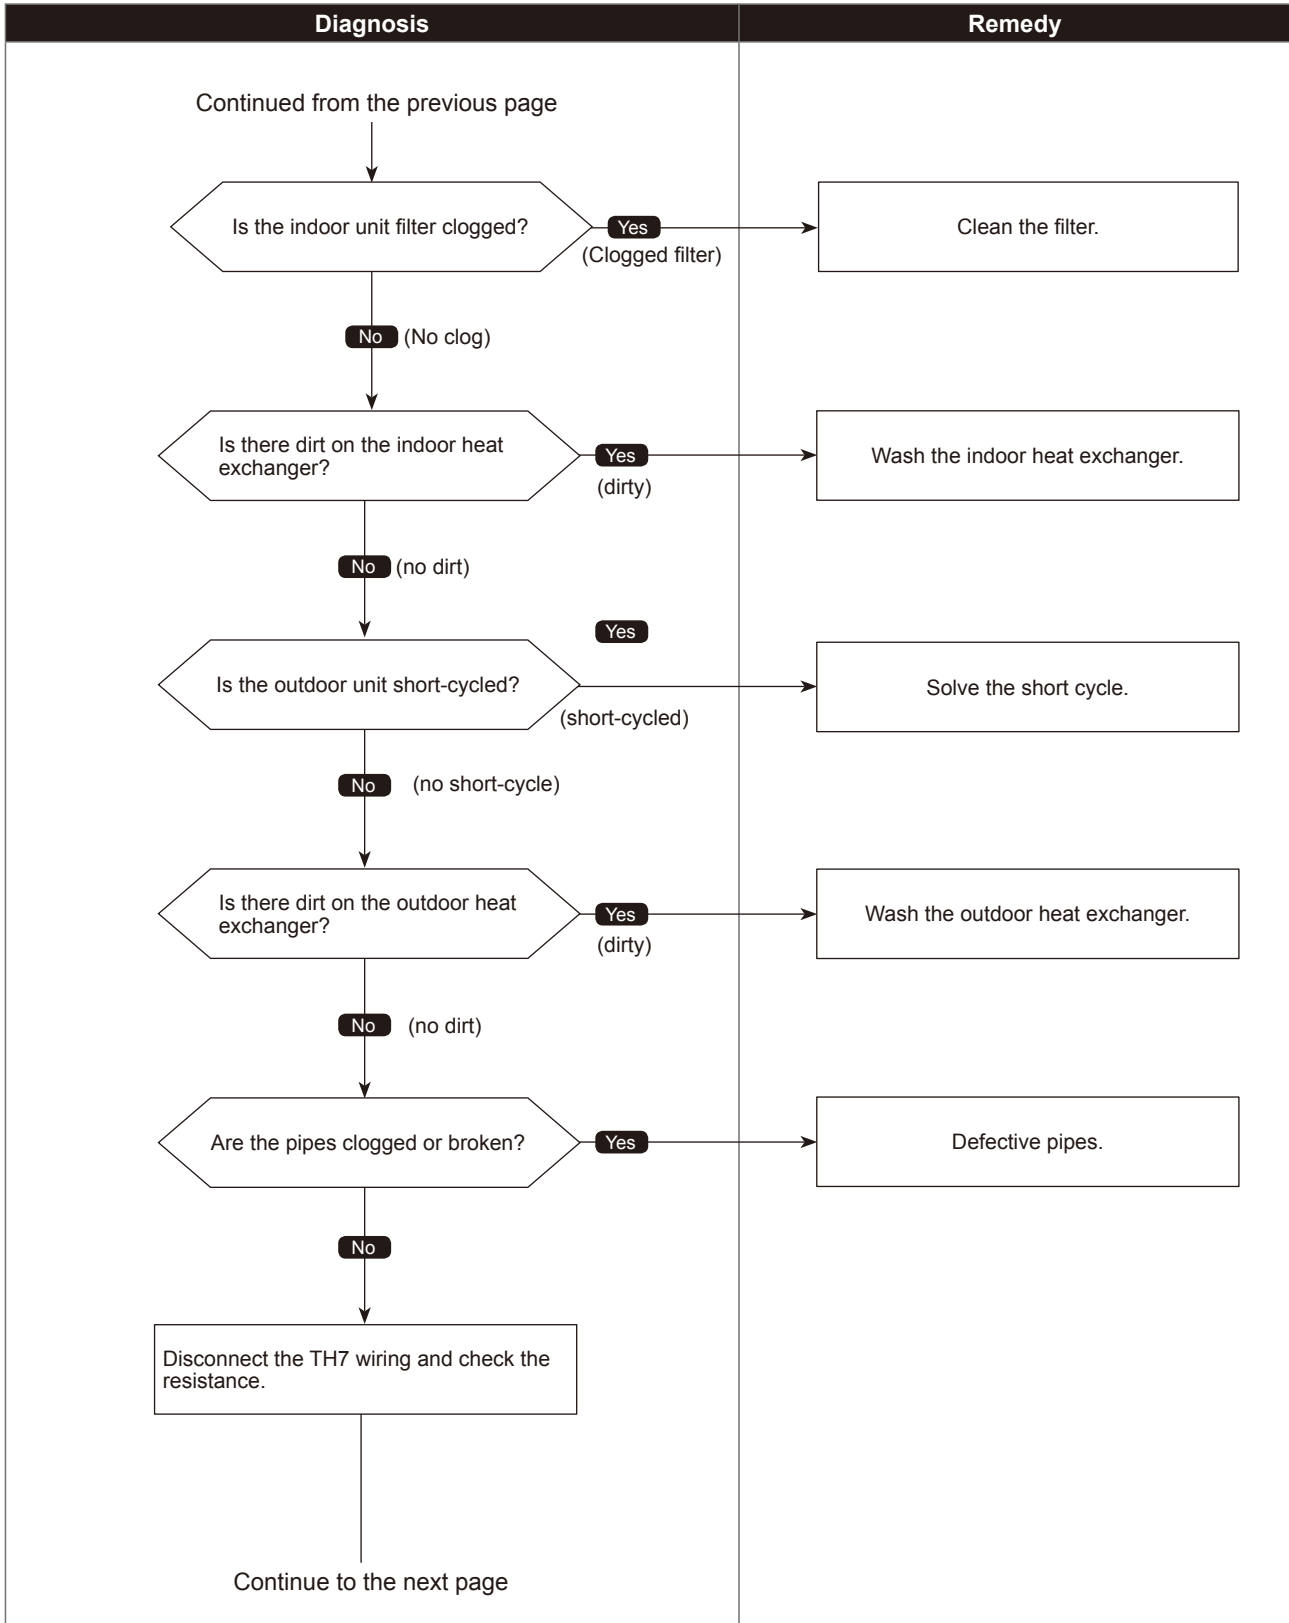 Diagnosis
Remedy
Continued from the previous page
Is the indoor unit filter clogged?
Yes
(Clogged filter)
Clean the filter.
No (No clog)
Is there dirt on the indoor heat
exchanger?
Yes
(dirty)
Wash the indoor heat exchanger.
No (no dirt)
Yes
Is the outdoor unit short-cycled?
(short-cycled)
Solve the short cycle.
No (no short-cycle)
Is there dirt on the outdoor heat
exchanger?
Yes
(dirty)
Wash the outdoor heat exchanger.
No (no dirt)
Are the pipes clogged or broken?
Yes
Defective pipes.
No
Disconnect the TH7 wiring and check the
resistance.
Continue to the next page